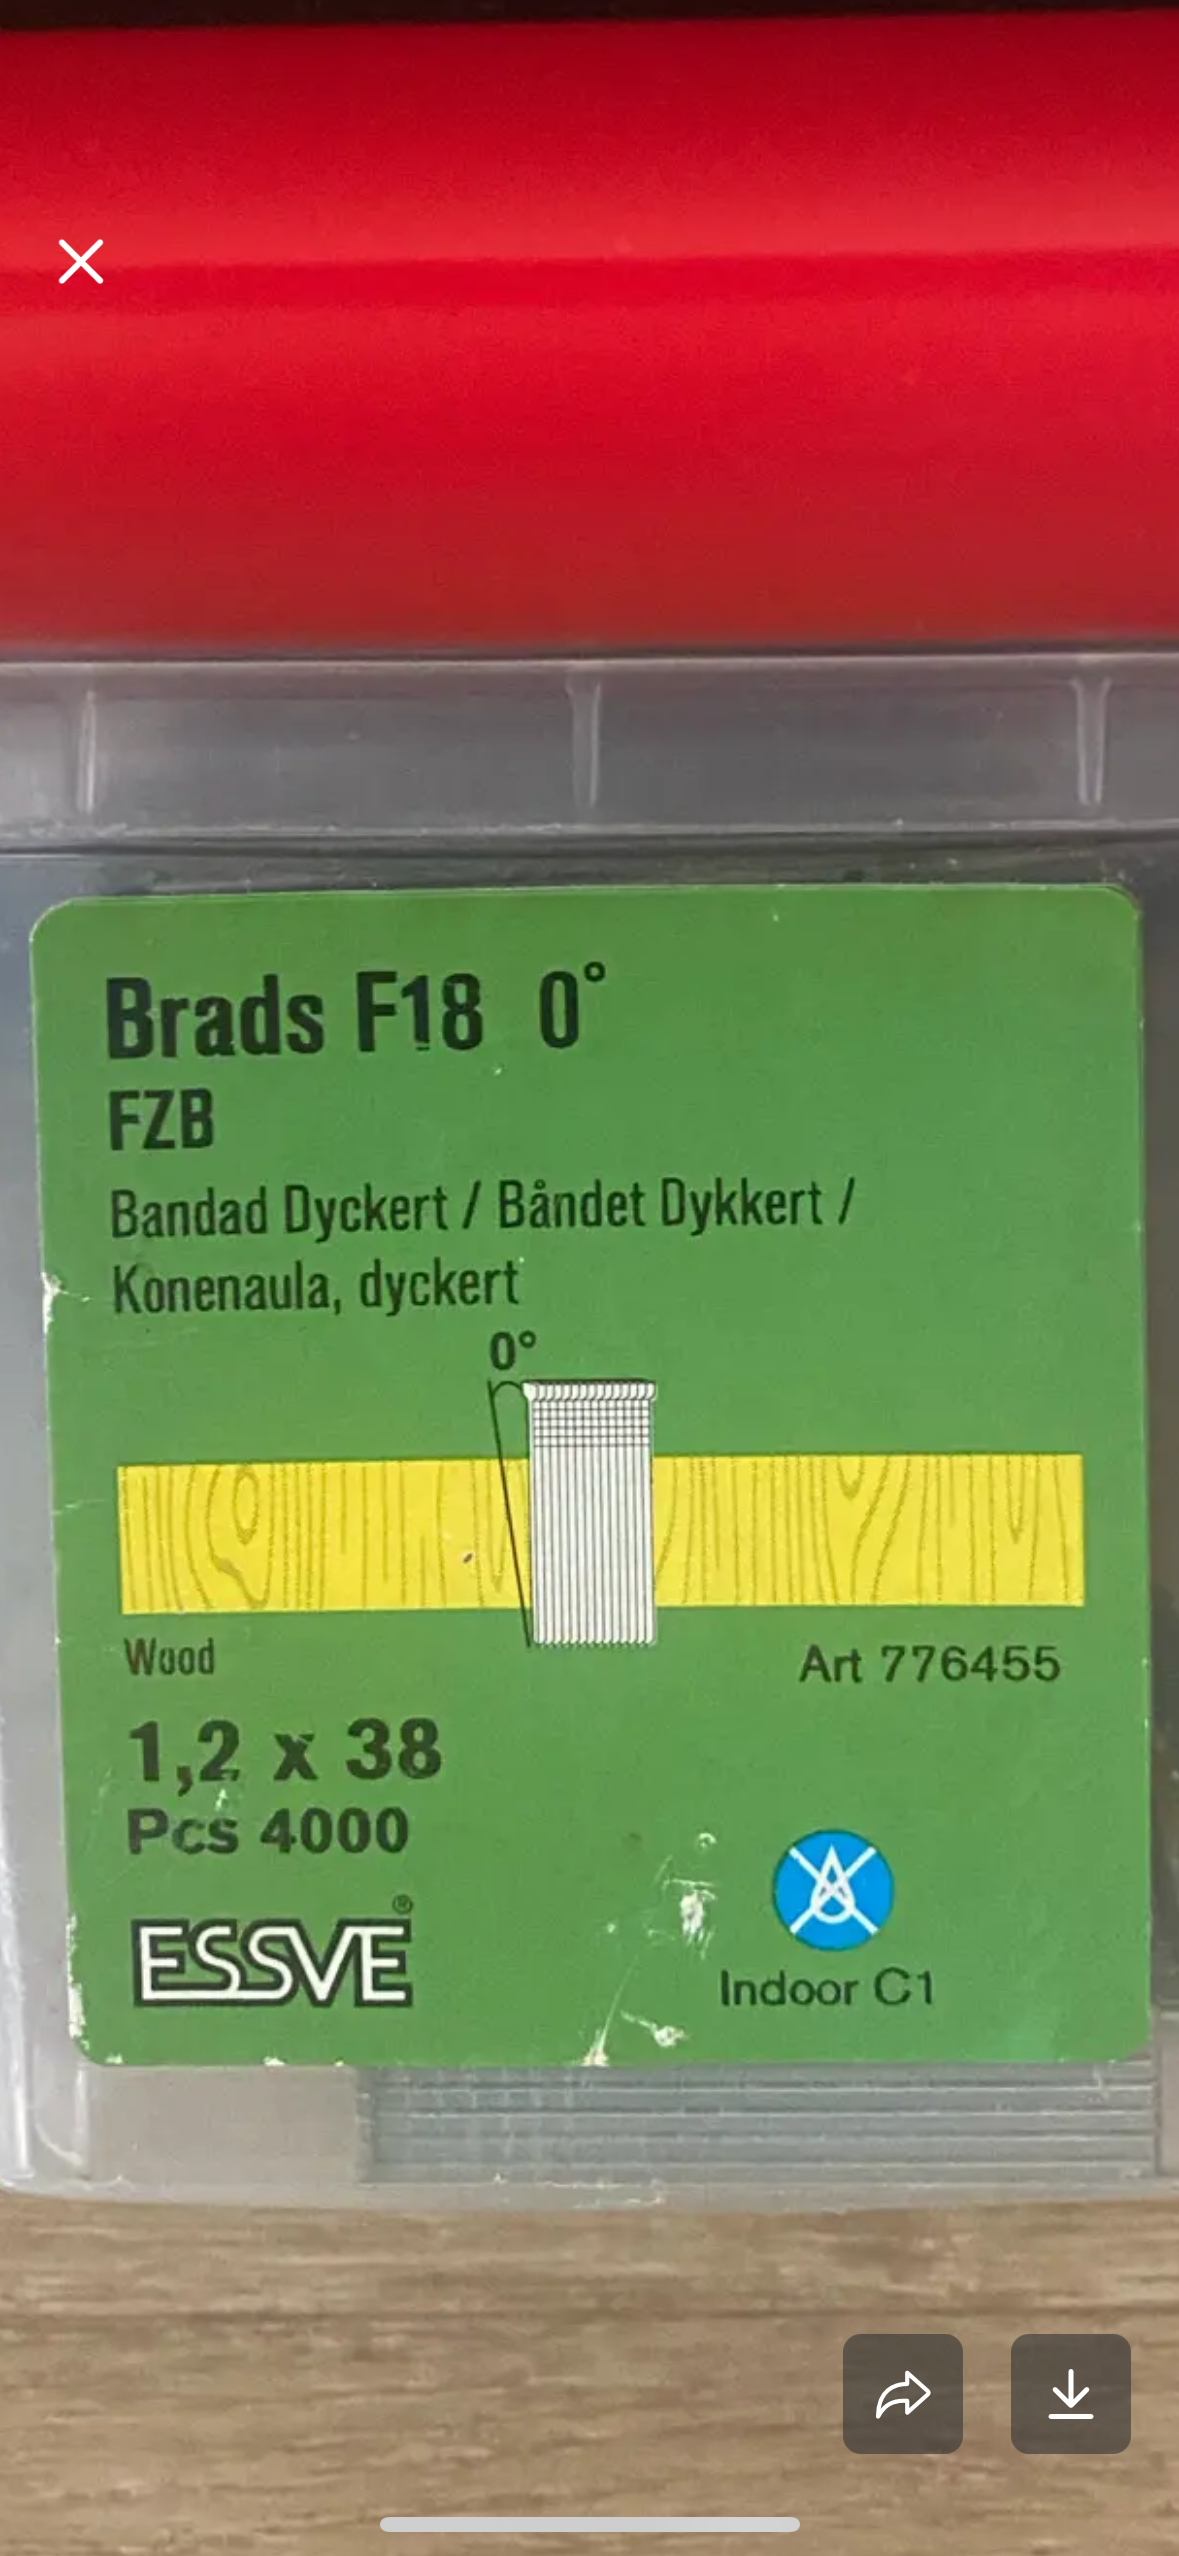 Brads F18 0°
FZB
Bandad Dyckert / Båndet Dykkert /
Konenaula, dyckert
0°
Wood
Art 776455
1,2 x 38
Pcs 4000
ESSVE®
Indoor C1